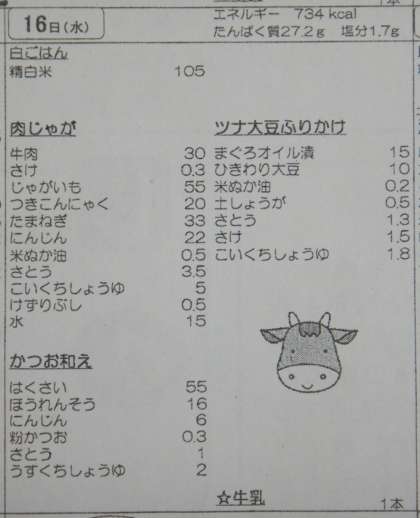 1本
16日(水)
エネルギー 734 kcal
たんぱく質27.2g 塩分1.7g
白ごはん
精白米 105
肉じゃが
牛肉 30
さけ 0.3
じゃがいも 55
つきこんにゃく 20
たまねぎ 33
にんじん 22
米ぬか油 0.5
さとう 3.5
こいくちしょうゆ 5
けずりぶし 0.5
水 15
ツナ大豆ふりかけ
まぐろオイル漬 15
ひきわり大豆 10
米ぬか油 0.2
土しょうが 0.5
さとう 1.3
さけ 1.5
こいくちしょうゆ 1.8
かつお和え
はくさい 55
ほうれんそう 16
にんじん 6
粉かつお 0.3
さとう 1
うすくちしょうゆ 2
☆牛乳 1本